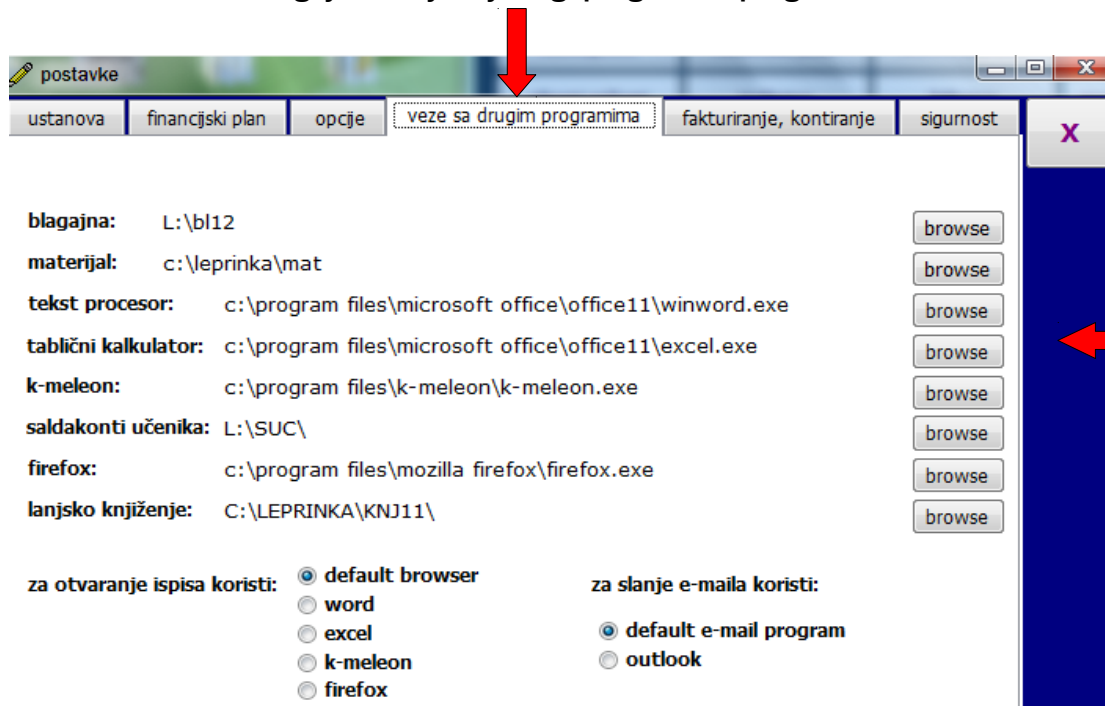 postavke
ustanova financijski plan opcije veze sa drugim programima fakturiranje, kontiranje sigurnost X
blagajna: L:\bl12 browse
materijal: c:\leprinka\mat browse
tekst procesor: c:\program files\microsoft office\office11\winword.exe browse
tablični kalkulator: c:\program files\microsoft office\office11\excel.exe browse
k-meleon: c:\program files\k-meleon\k-meleon.exe browse
saldakonti učenika: L:\SUC\ browse
firefox: c:\program files\mozilla firefox\firefox.exe browse
lanjsko knjiženje: C:\LEPRINKA\KNJ11\ browse
za otvaranje ispisa koristi: default browser za slanje e-maila koristi:
word
excel default e-mail program
k-meleon outlook
firefox